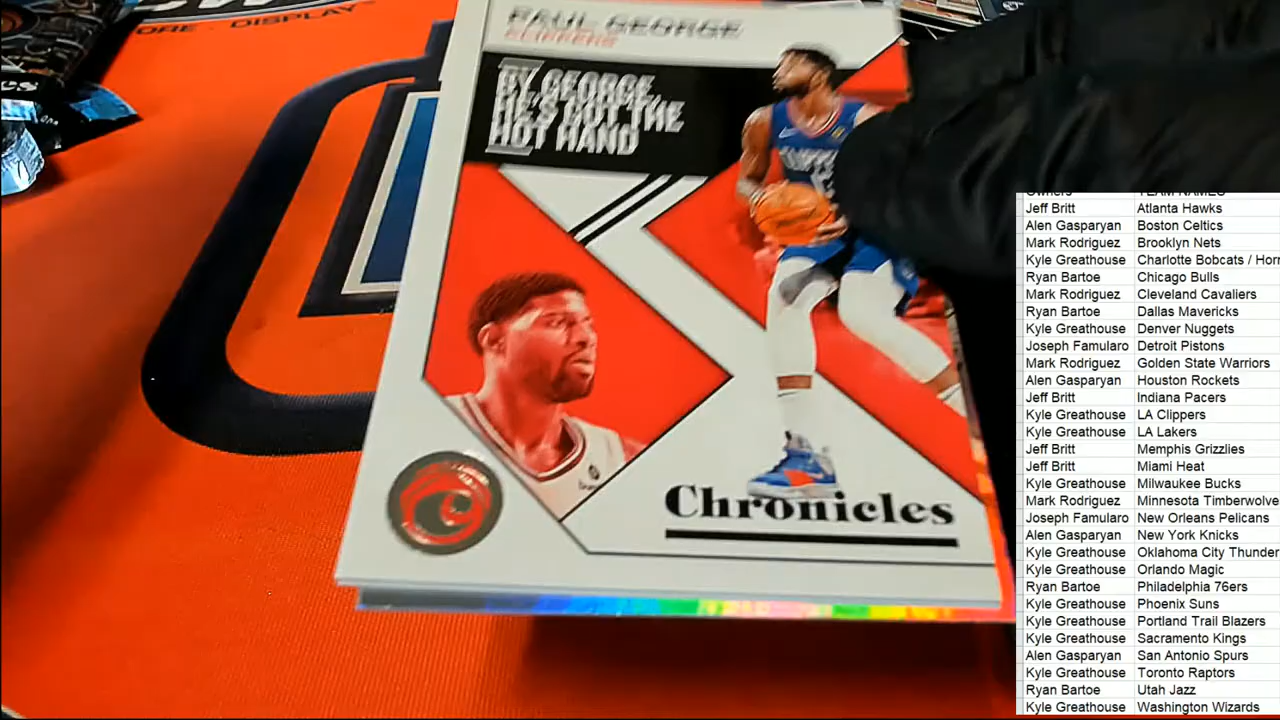 ORE · DISPLAY
PAUL GEORGE
CLIPPERS
BY GEORGE,
HE'S GOT THE
HOT HAND
Chronicles
Owners TEAM NAMES
Jeff Britt Atlanta Hawks
Alen Gasparyan Boston Celtics
Mark Rodriguez Brooklyn Nets
Kyle Greathouse Charlotte Bobcats / Horn
Ryan Bartoe Chicago Bulls
Mark Rodriguez Cleveland Cavaliers
Ryan Bartoe Dallas Mavericks
Kyle Greathouse Denver Nuggets
Joseph Famularo Detroit Pistons
Mark Rodriguez Golden State Warriors
Alen Gasparyan Houston Rockets
Jeff Britt Indiana Pacers
Kyle Greathouse LA Clippers
Kyle Greathouse LA Lakers
Jeff Britt Memphis Grizzlies
Jeff Britt Miami Heat
Kyle Greathouse Milwaukee Bucks
Mark Rodriguez Minnesota Timberwolve
Joseph Famularo New Orleans Pelicans
Alen Gasparyan New York Knicks
Kyle Greathouse Oklahoma City Thunder
Kyle Greathouse Orlando Magic
Ryan Bartoe Philadelphia 76ers
Kyle Greathouse Phoenix Suns
Kyle Greathouse Portland Trail Blazers
Kyle Greathouse Sacramento Kings
Alen Gasparyan San Antonio Spurs
Kyle Greathouse Toronto Raptors
Ryan Bartoe Utah Jazz
Kyle Greathouse Washington Wizards